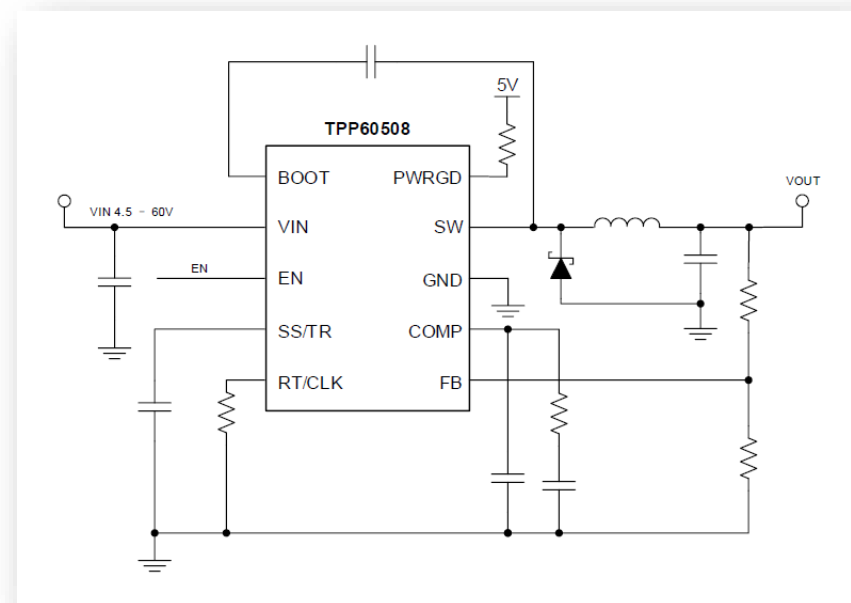 5V
TPP60508
BOOT PWRGD
VOUT
VIN 4.5 - 60V
VIN SW
EN
EN GND
SS/TR COMP
RT/CLK FB